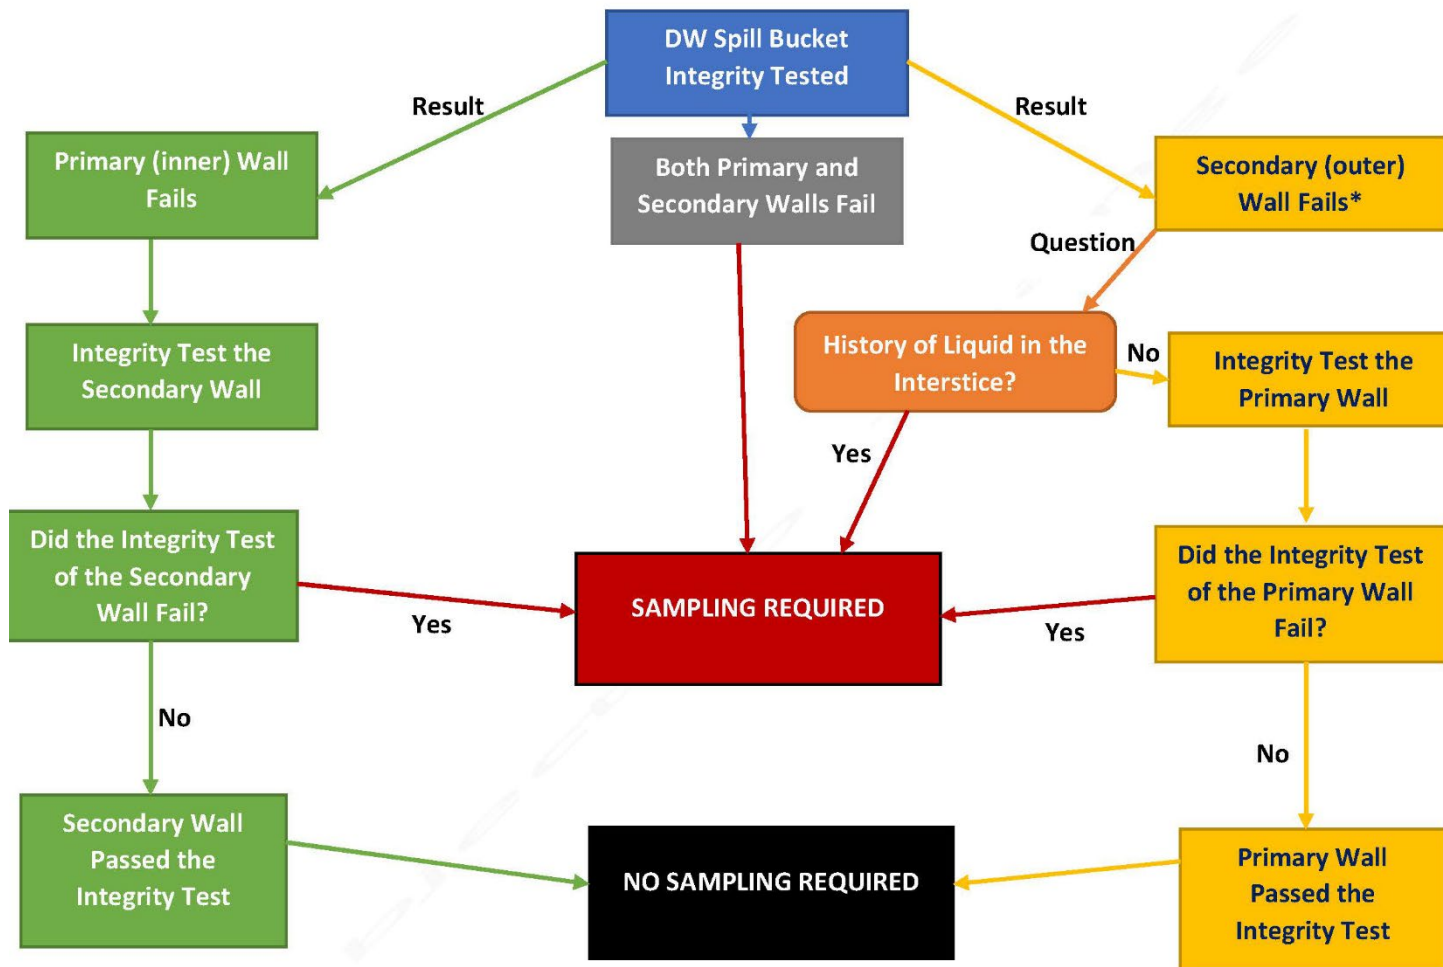 DW Spill Bucket
Integrity Tested
Result
Result
Primary (inner) Wall
Fails
Both Primary and
Secondary Walls Fail
Secondary (outer)
Wall Fails*
Question
Integrity Test the
Secondary Wall
History of Liquid in the
Interstice?
No
Integrity Test the
Primary Wall
Yes
Did the Integrity Test
of the Secondary
Wall Fail?
Yes
SAMPLING REQUIRED
Yes
Did the Integrity Test
of the Primary Wall
Fail?
No
No
Secondary Wall
Passed the
Integrity Test
NO SAMPLING REQUIRED
Primary Wall
Passed the
Integrity Test